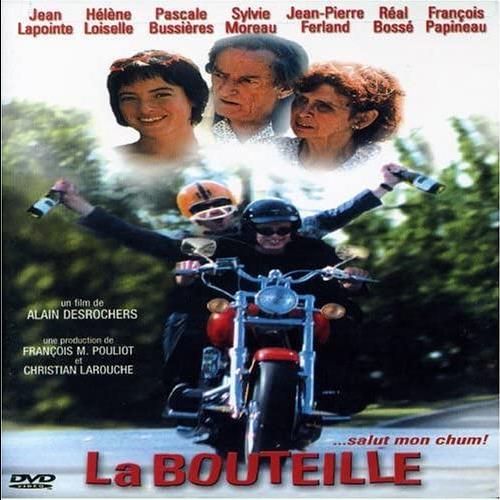 Jean Hélène Pascale Sylvie Jean-Pierre Réal François
Lapointe Loiselle Bussières Moreau Ferland Bossé Papineau
un film de
ALAIN DESROCHERS
une production de
FRANÇOIS M. POULIOT
et
CHRISTIAN LAROUCHE
...salut mon chum!
DVD
VIDEO
La BOUTEILLE